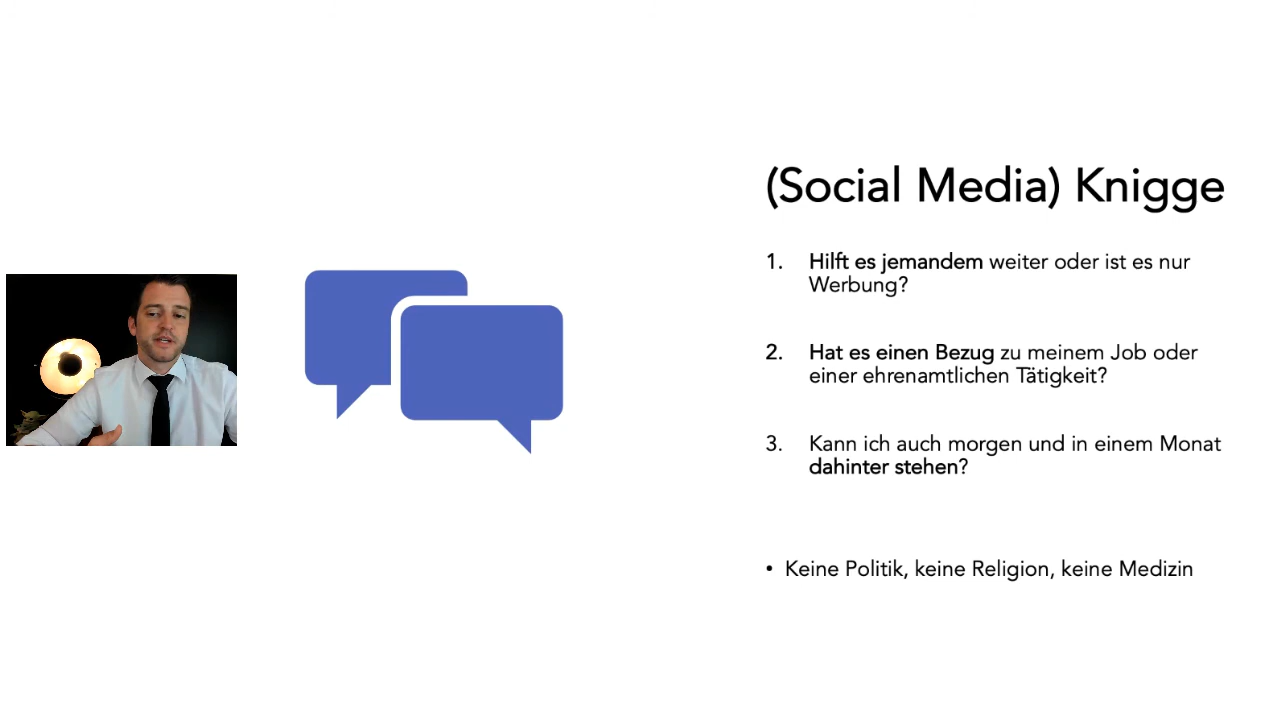 (Social Media) Knigge
1. Hilft es jemandem weiter oder ist es nur
Werbung?
2. Hat es einen Bezug zu meinem Job oder
einer ehrenamtlichen Tätigkeit?
3. Kann ich auch morgen und in einem Monat
dahinter stehen?
• Keine Politik, keine Religion, keine Medizin